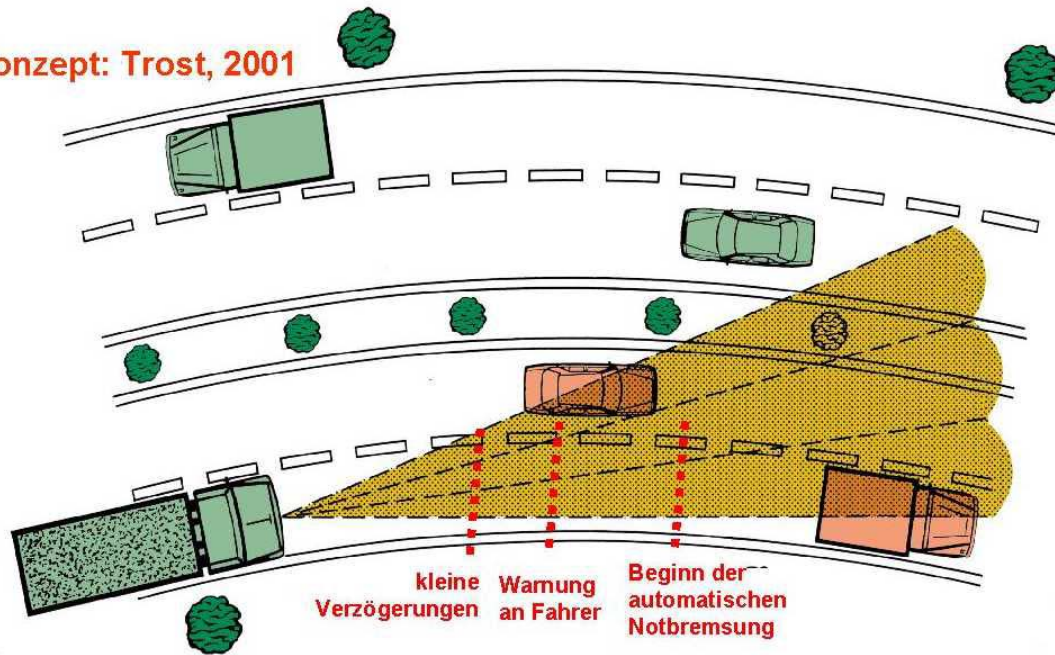 onzept: Trost, 2001
kleine
Verzögerungen
Warnung
an Fahrer
Beginn der
automatischen
Notbremsung